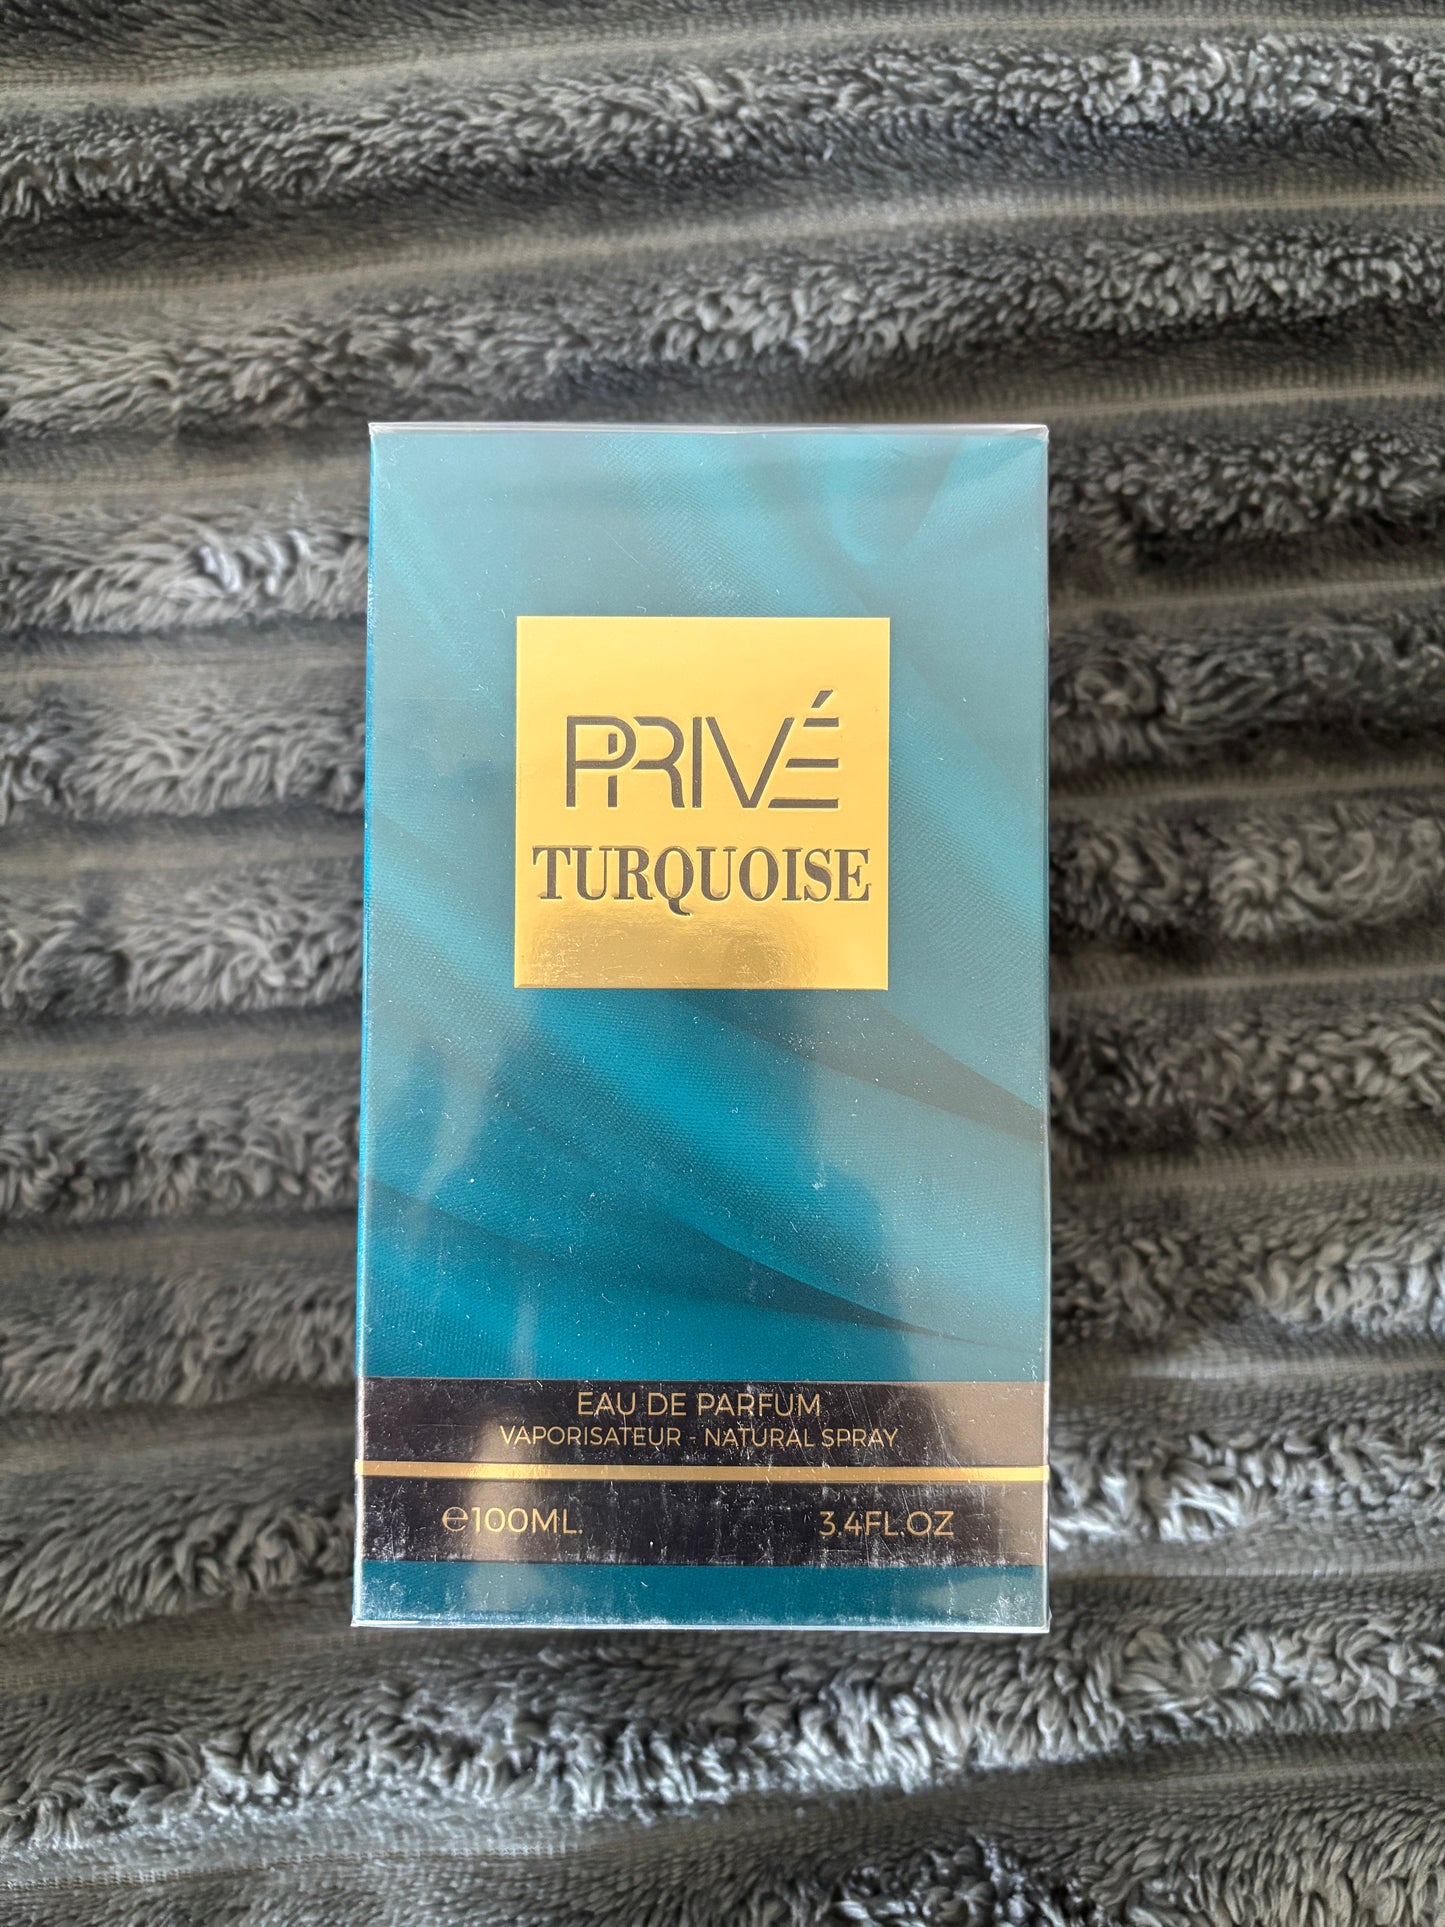 PRIVÉ
TURQUOISE
EAU DE PARFUM
VAPORISATEUR - NATURAL SPRAY
℮100ML.
3.4FL.OZ